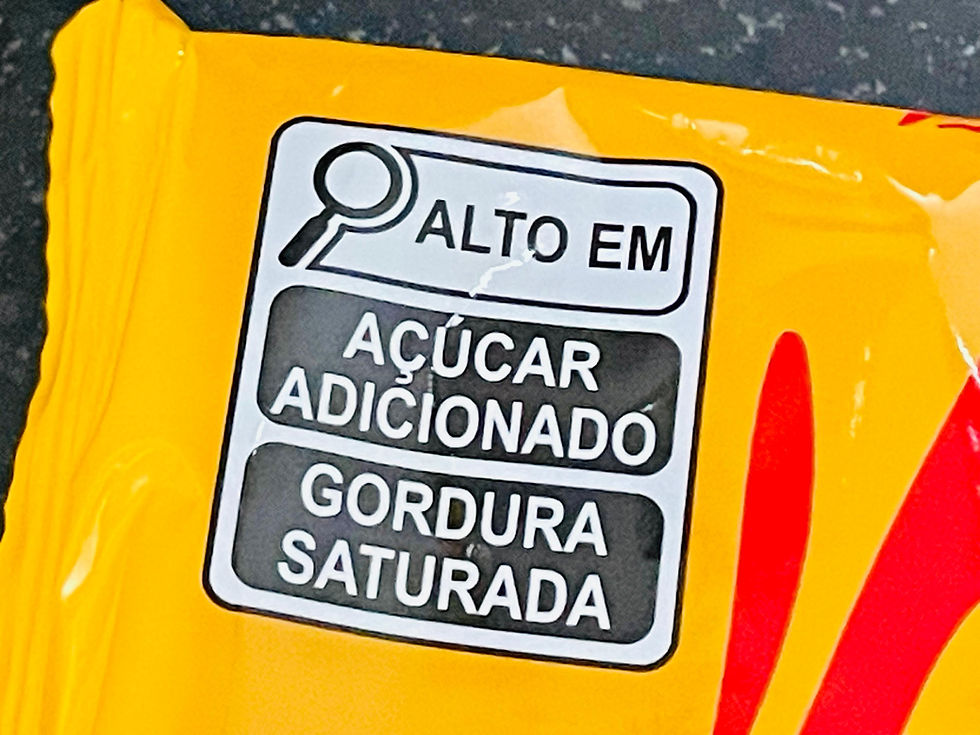 ALTO EM
AÇÚCAR
ADICIONADO
GORDURA
SATURADA